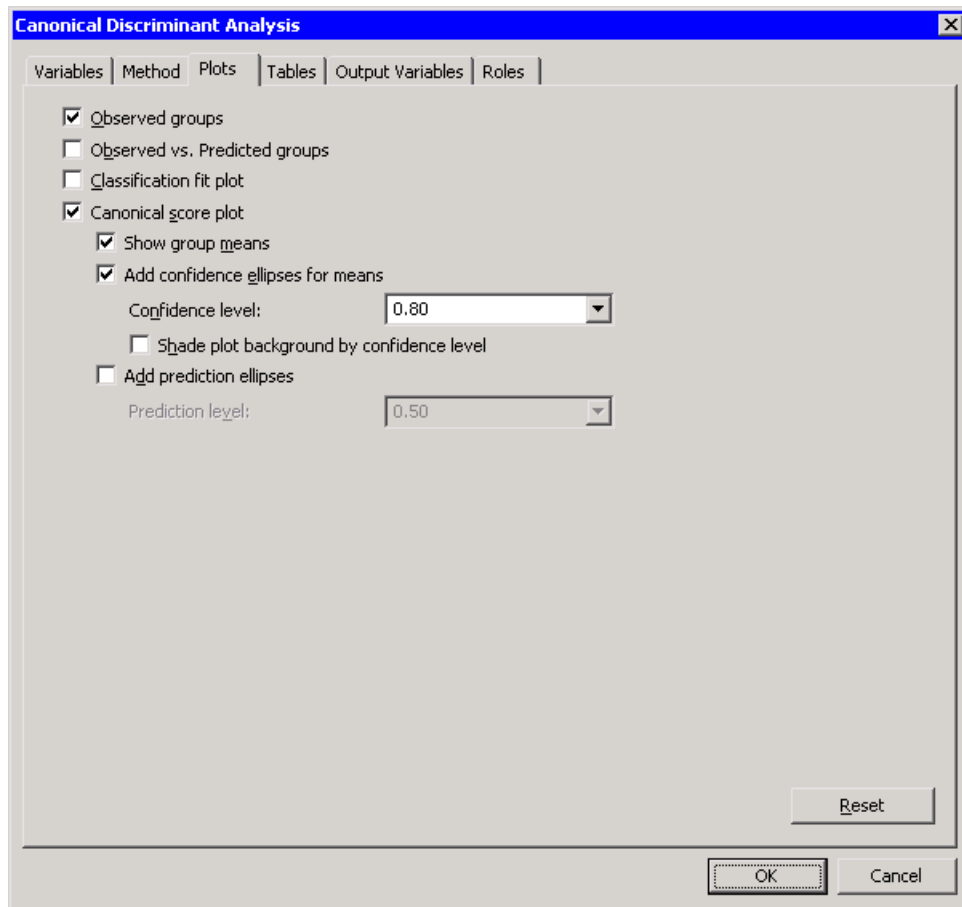 Canonical Discriminant Analysis
Variables Method Plots Tables Output Variables Roles
Observed groups
Observed vs. Predicted groups
Classification fit plot
Canonical score plot
Show group means
Add confidence ellipses for means
Confidence level: 0.80
Shade plot background by confidence level
Add prediction ellipses
Prediction level: 0.50
Reset
OK Cancel